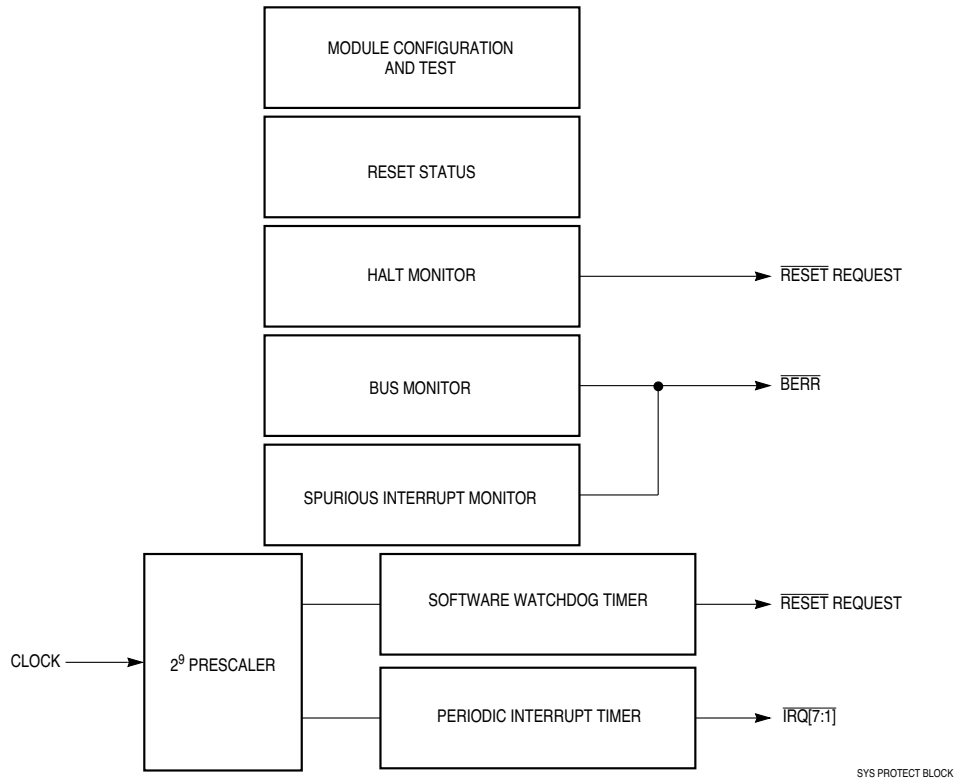 MODULE CONFIGURATION
AND TEST
RESET STATUS
HALT MONITOR
RESET REQUEST
BUS MONITOR
BERR
SPURIOUS INTERRUPT MONITOR
SOFTWARE WATCHDOG TIMER
RESET REQUEST
CLOCK
2⁹ PRESCALER
PERIODIC INTERRUPT TIMER
IRQ[7:1]
SYS PROTECT BLOCK